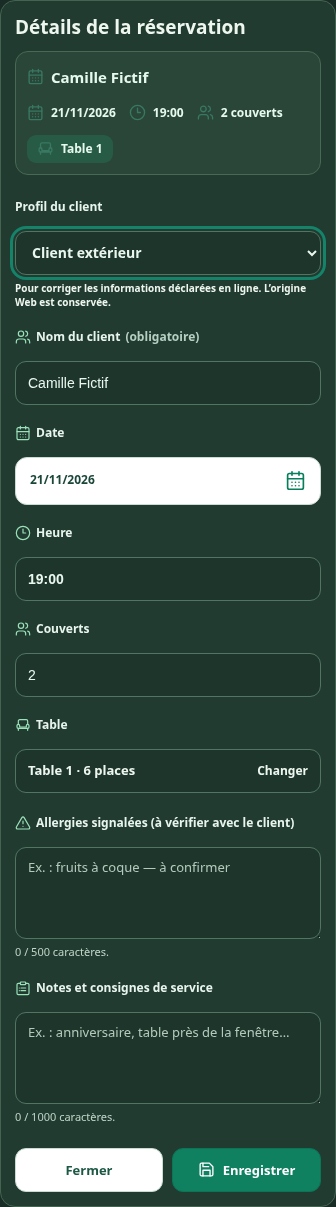 Détails de la réservation
Camille Fictif
21/11/2026 19:00 2 couverts
Table 1
Profil du client
Client extérieur
Pour corriger les informations déclarées en ligne. L’origine
Web est conservée.
Nom du client (obligatoire)
Camille Fictif
Date
21/11/2026
Heure
19:00
Couverts
2
Table
Table 1 · 6 places Changer
Allergies signalées (à vérifier avec le client)
Ex. : fruits à coque — à confirmer
0 / 500 caractères.
Notes et consignes de service
Ex. : anniversaire, table près de la fenêtre…
0 / 1000 caractères.
Fermer Enregistrer